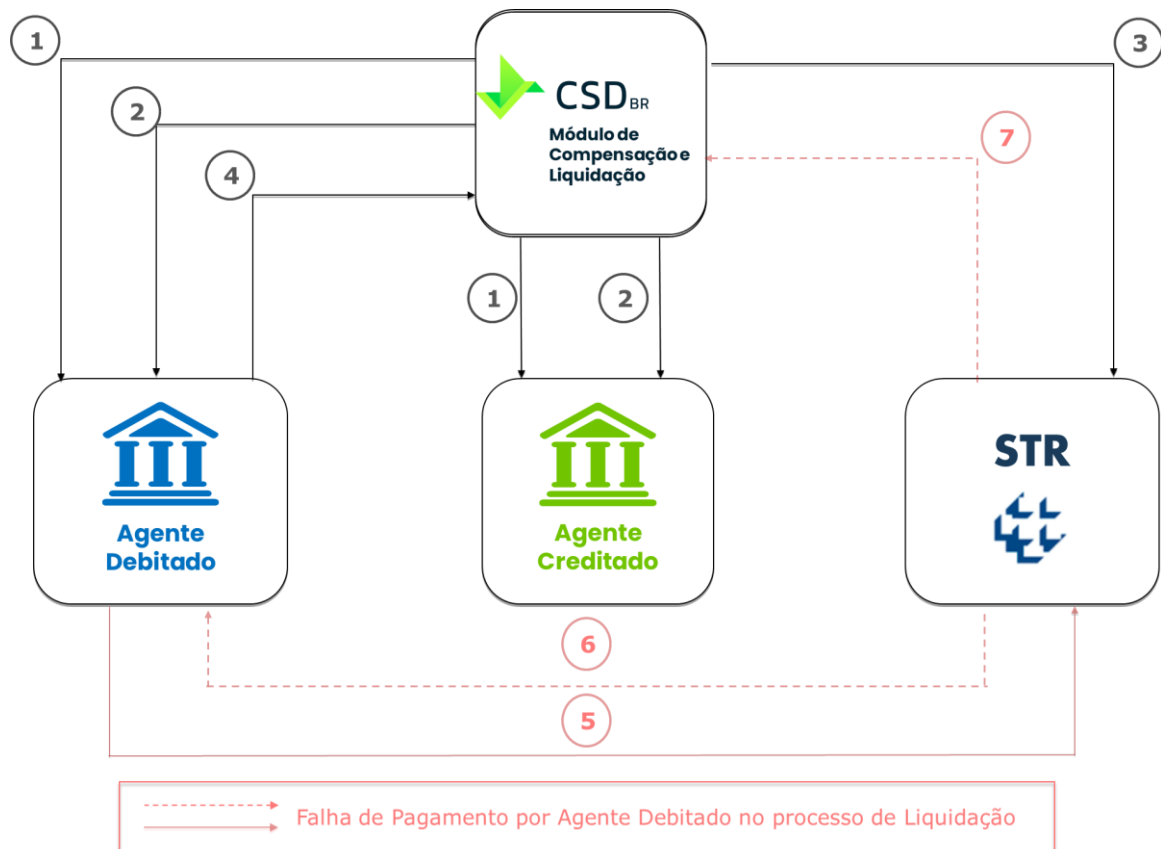 1
3
CSD BR
2
Módulo de
Compensação e
Liquidação
7
4
1
2
Agente
Debitado
Agente
Creditado
STR
6
5
Falha de Pagamento por Agente Debitado no processo de Liquidação